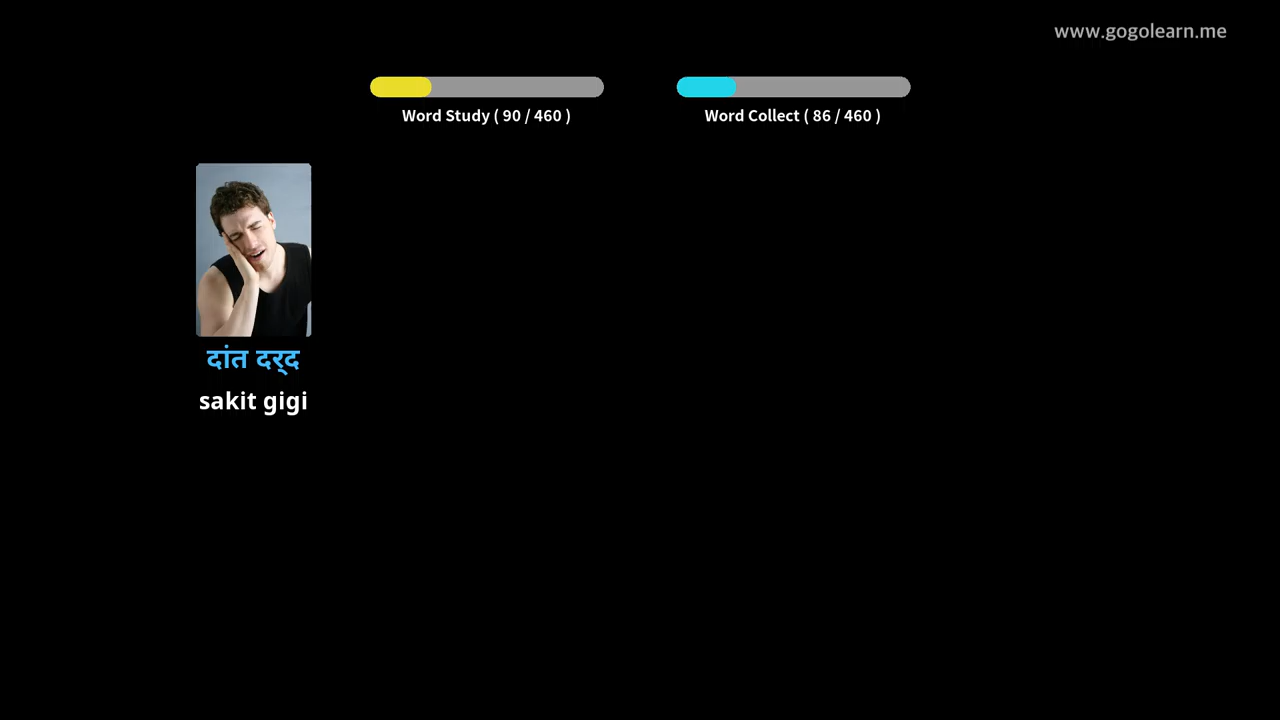 www.gogolearn.me
Word Study ( 90 / 460 )
Word Collect ( 86 / 460 )
दांत दर्द
sakit gigi